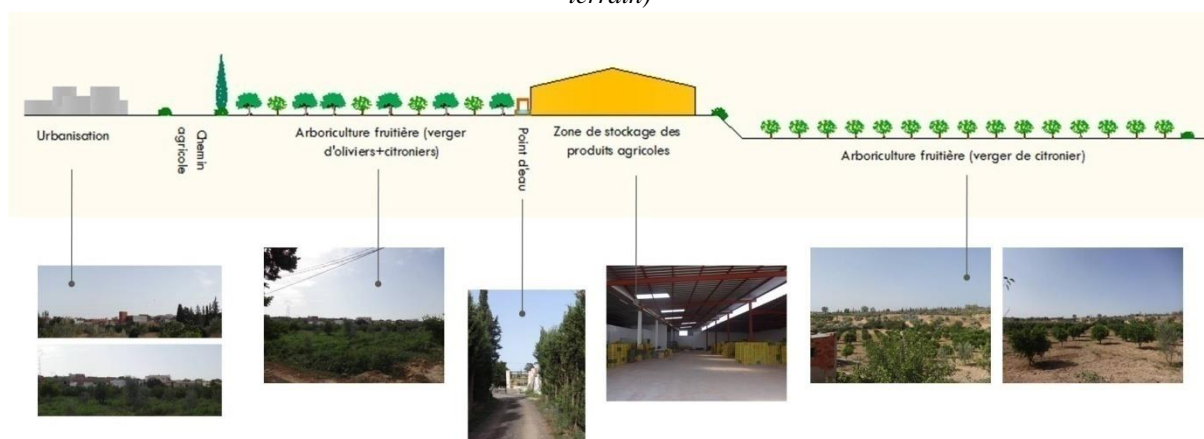 terrain)
Urbanisation
Chemin
agricole
Arboriculture fruitière (verger
d'oliviers+citroniers)
Point d'eau
Zone de stockage des
produits agricoles
Arboriculture fruitière (verger de citronier)